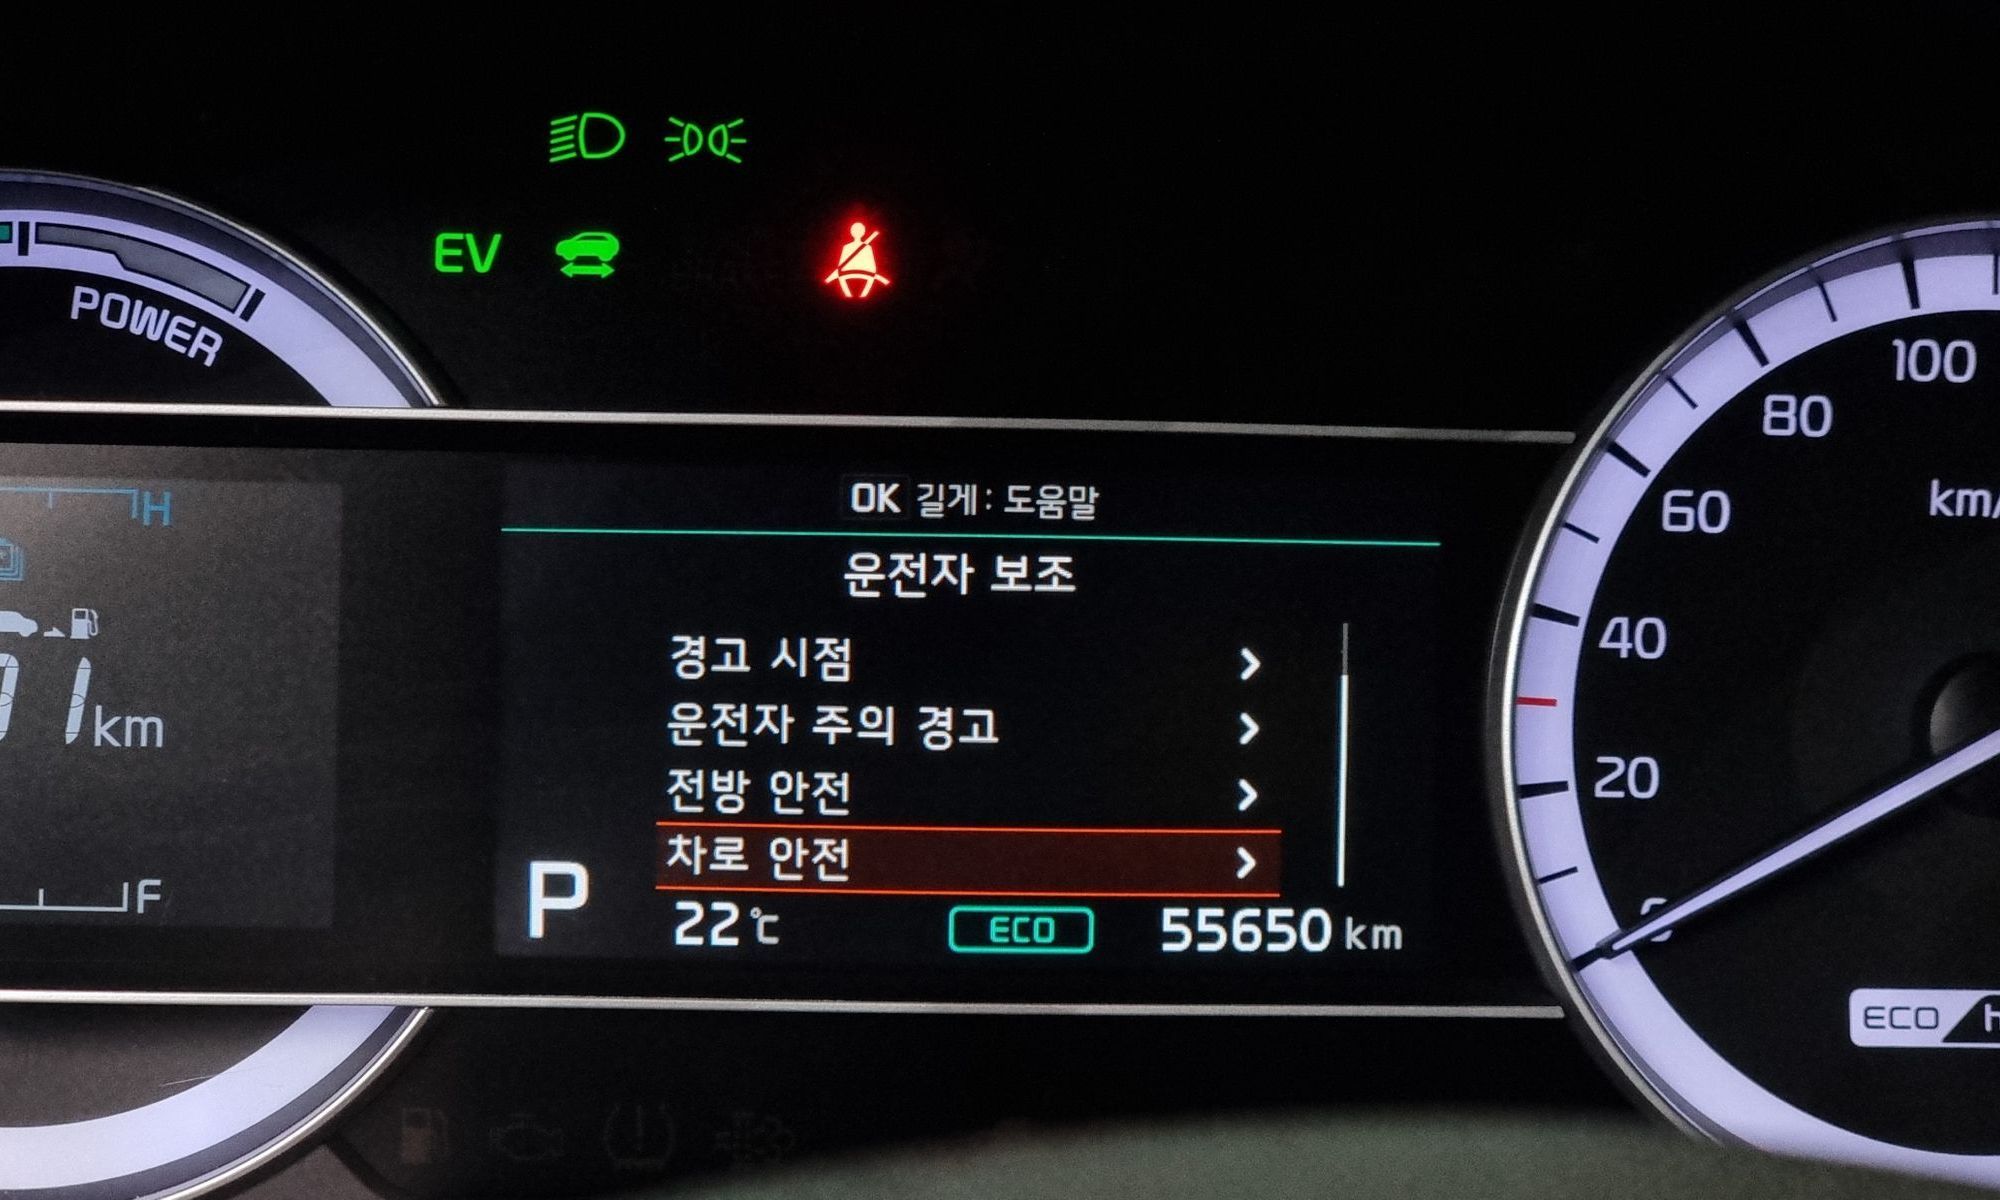 EV
POWER
H
km
F
OK 길게: 도움말
운전자 보조
경고 시점
운전자 주의 경고
전방 안전
차로 안전
P
22℃
ECO
55650 km
100
80
60
40
20
km/
ECO